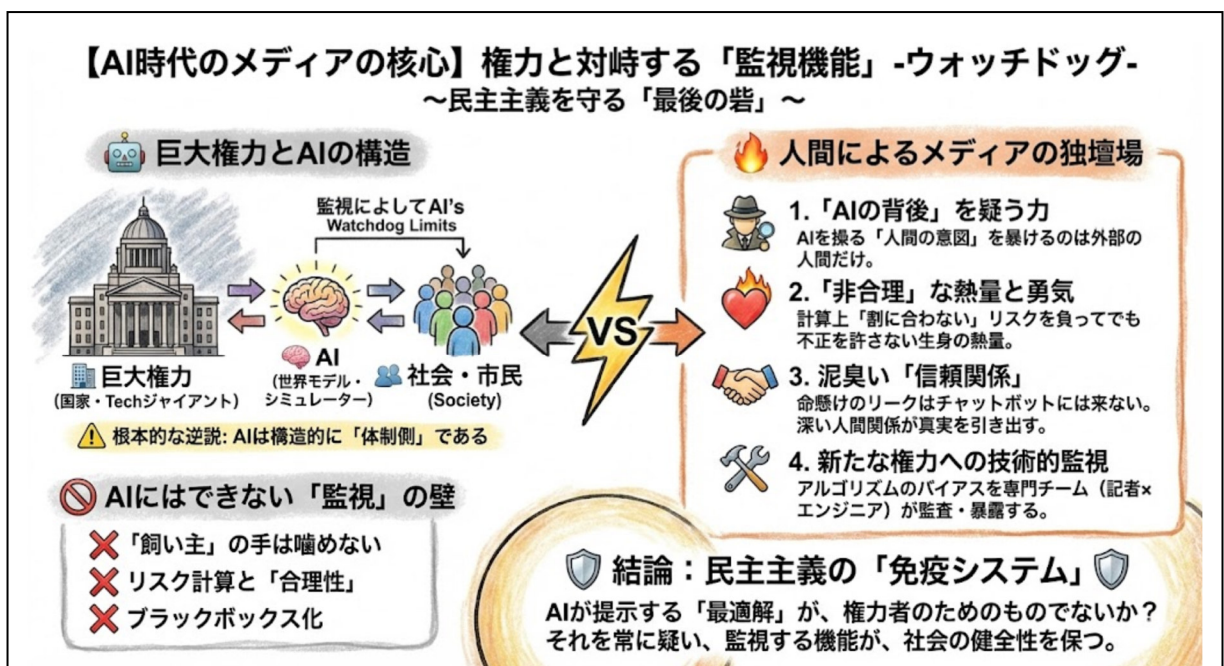 【AI時代のメディアの核心】権力と対峙する「監視機能」-ウォッチドッグ-
～民主主義を守る「最後の砦」～
巨大権力とAIの構造
監視によしてAI's
Watchdog Limits
巨大権力
(国家・Techジャイアント)
AI
(世界モデル・
シミュレーター)
社会・市民
(Society)
根本的な逆説: AIは構造的に「体制側」である
AIにはできない「監視」の壁
「飼い主」の手は噛めない
リスク計算と「合理性」
ブラックボックス化
VS
人間によるメディアの独壇場
1.「AIの背後」を疑う力
AIを操る「人間の意図」を暴けるのは外部の
人間だけ。
2.「非合理」な熱量と勇気
計算上「割に合わない」リスクを負ってでも
不正を許さない生身の熱量。
3. 泥臭い「信頼関係」
命懸けのリークはチャットボットには来ない。
深い人間関係が真実を引き出す。
4. 新たな権力への技術的監視
アルゴリズムのバイアスを専門チーム（記者×
エンジニア）が監査・暴露する。
結論：民主主義の「免疫システム」
AIが提示する「最適解」が、権力者のためのものでないか？
それを常に疑い、監視する機能が、社会の健全性を保つ。